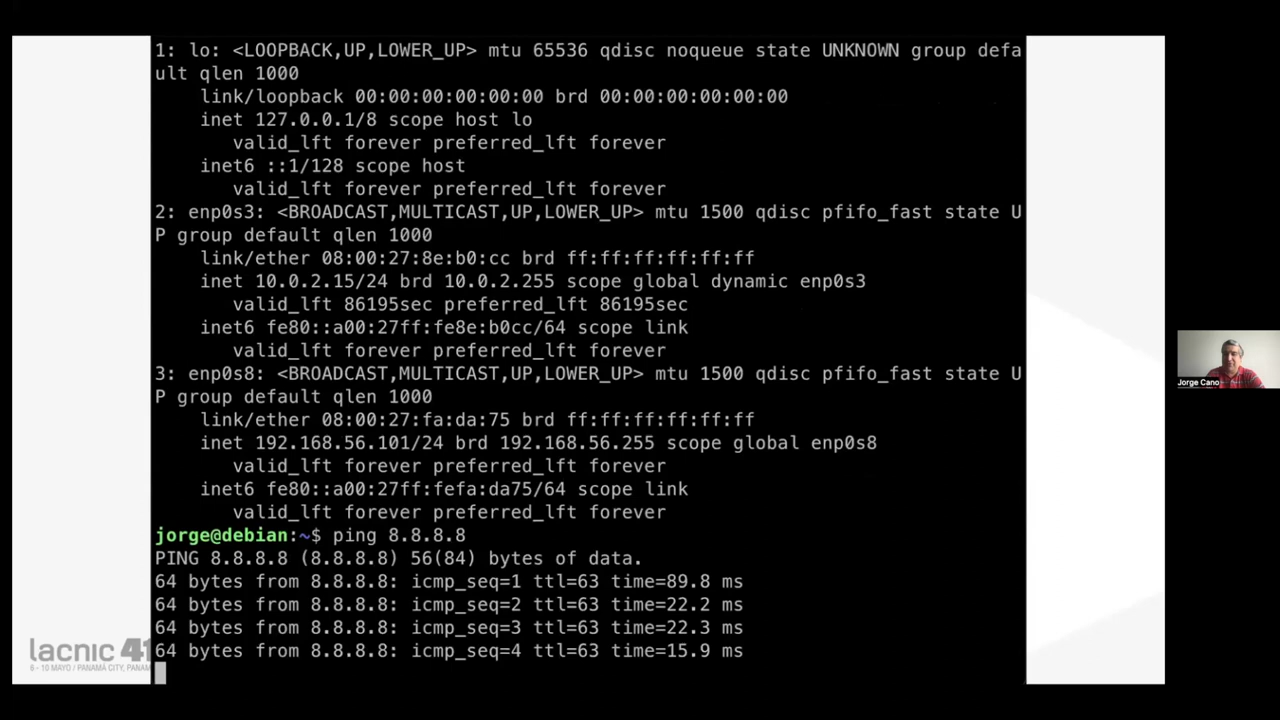 1: lo: <LOOPBACK,UP,LOWER_UP> mtu 65536 qdisc noqueue state UNKNOWN group defa
ult qlen 1000
    link/loopback 00:00:00:00:00:00 brd 00:00:00:00:00:00
    inet 127.0.0.1/8 scope host lo
       valid_lft forever preferred_lft forever
    inet6 ::1/128 scope host
       valid_lft forever preferred_lft forever
2: enp0s3: <BROADCAST,MULTICAST,UP,LOWER_UP> mtu 1500 qdisc pfifo_fast state U
P group default qlen 1000
    link/ether 08:00:27:8e:b0:cc brd ff:ff:ff:ff:ff:ff
    inet 10.0.2.15/24 brd 10.0.2.255 scope global dynamic enp0s3
       valid_lft 86195sec preferred_lft 86195sec
    inet6 fe80::a00:27ff:fe8e:b0cc/64 scope link
       valid_lft forever preferred_lft forever
3: enp0s8: <BROADCAST,MULTICAST,UP,LOWER_UP> mtu 1500 qdisc pfifo_fast state U
P group default qlen 1000
    link/ether 08:00:27:fa:da:75 brd ff:ff:ff:ff:ff:ff
    inet 192.168.56.101/24 brd 192.168.56.255 scope global enp0s8
       valid_lft forever preferred_lft forever
    inet6 fe80::a00:27ff:fefa:da75/64 scope link
       valid_lft forever preferred_lft forever
jorge@debian:~$ ping 8.8.8.8
PING 8.8.8.8 (8.8.8.8) 56(84) bytes of data.
64 bytes from 8.8.8.8: icmp_seq=1 ttl=63 time=89.8 ms
64 bytes from 8.8.8.8: icmp_seq=2 ttl=63 time=22.2 ms
64 bytes from 8.8.8.8: icmp_seq=3 ttl=63 time=22.3 ms
64 bytes from 8.8.8.8: icmp_seq=4 ttl=63 time=15.9 ms
lacnic 41
6 - 10 MAYO / PANAMÁ CITY, PANAM
Jorge Cano